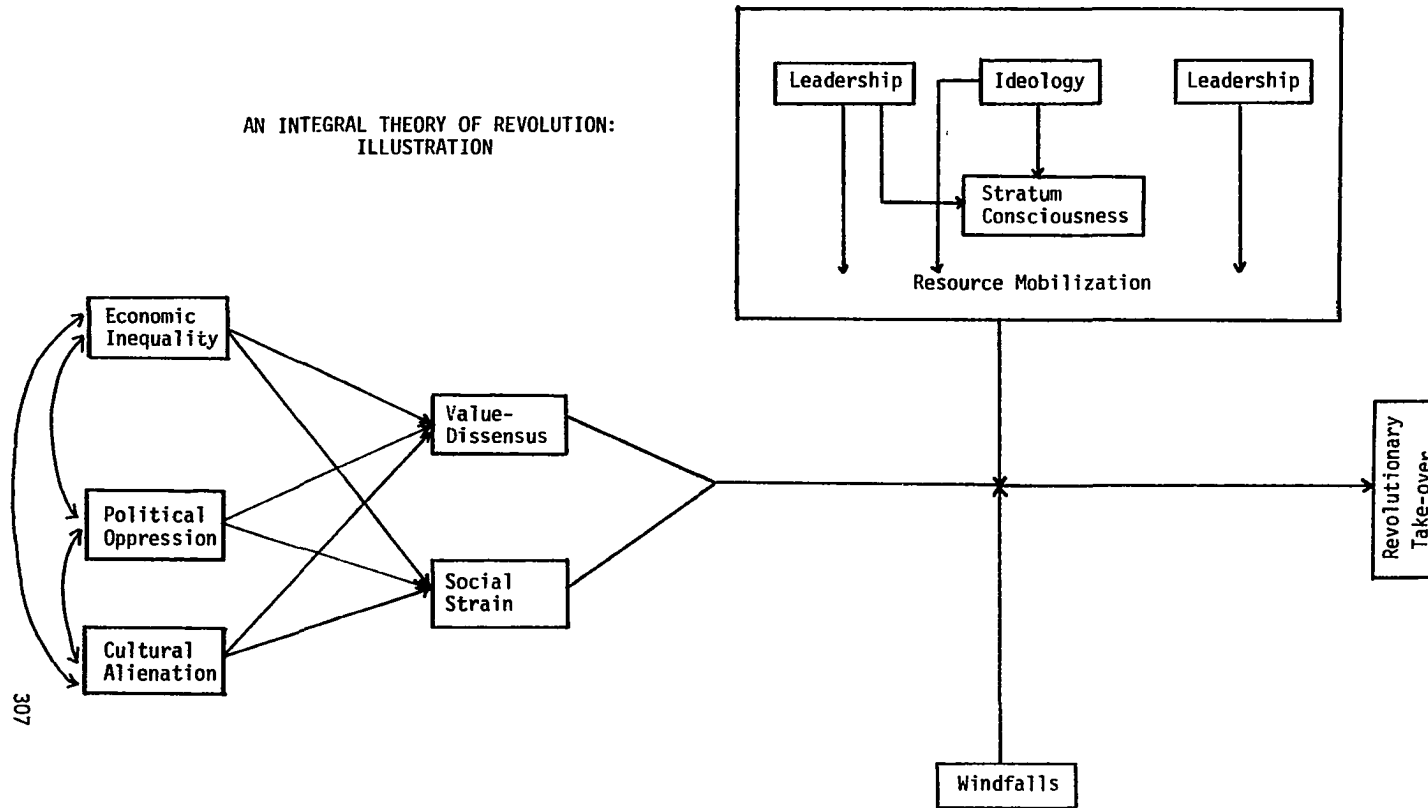 AN INTEGRAL THEORY OF REVOLUTION:
ILLUSTRATION
Leadership
Ideology
Leadership
Stratum
Consciousness
Resource Mobilization
Economic
Inequality
Political
Oppression
Cultural
Alienation
Value-
Dissensus
Social
Strain
Revolutionary
Take-over
Windfalls
307